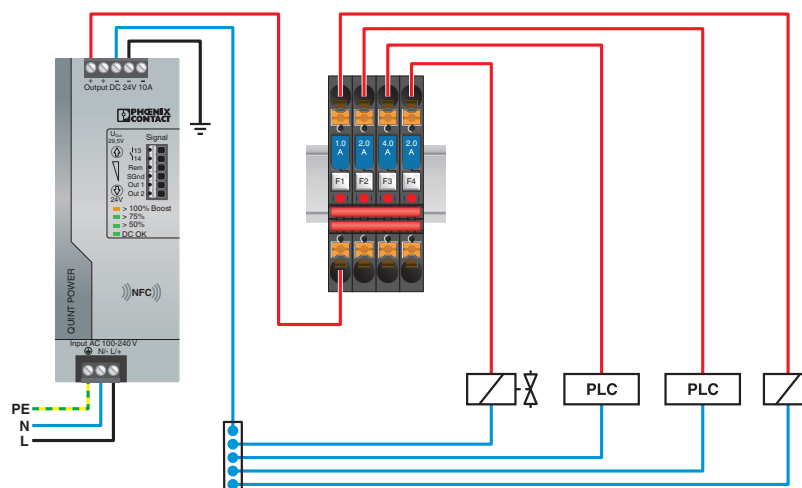 + + − − −
Output DC 24V 10A
PHOENIX
CONTACT
UOut
29,5V
24V
Signal
13
14
Rem
SGnd
Out 1
Out 2
> 100% Boost
> 75%
> 50%
DC OK
QUINT POWER
NFC
Input AC 100-240 V
N/- L/+
PE
N
L
1.0 A
2.0 A
4.0 A
2.0 A
F1
F2
F3
F4
PLC
PLC